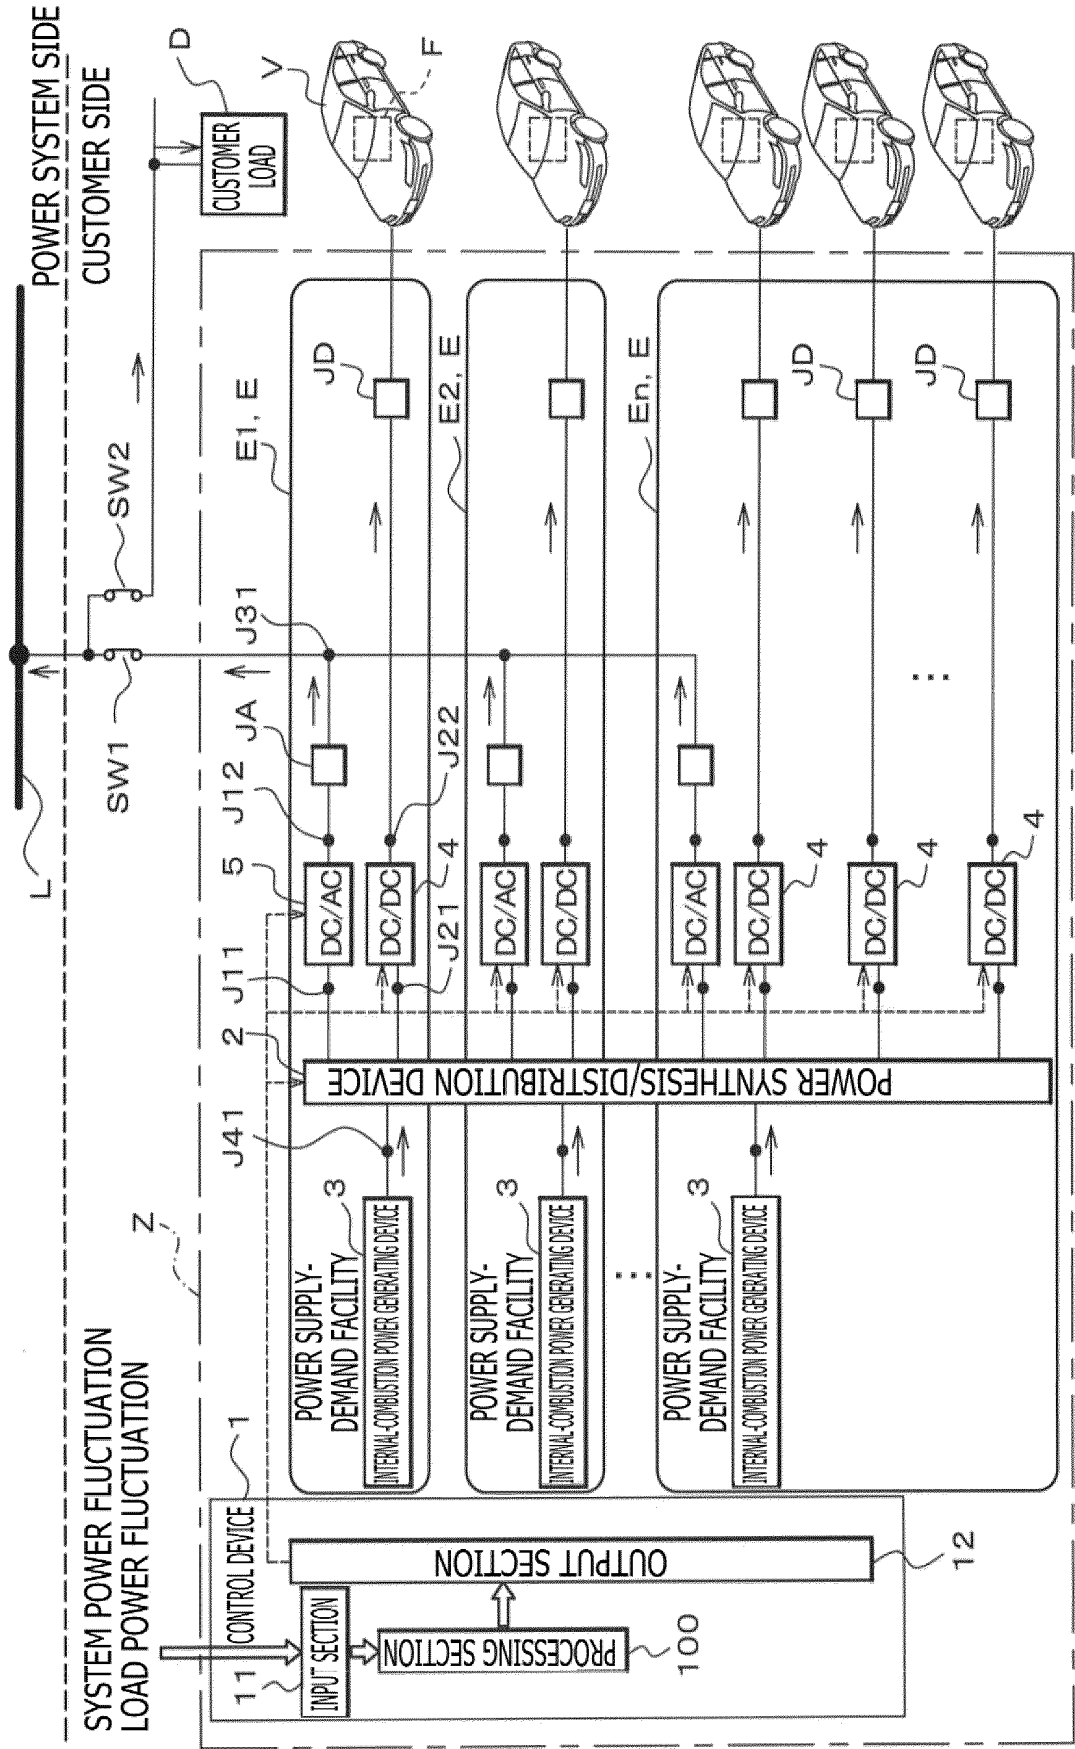 POWER SYSTEM SIDE
CUSTOMER SIDE
SYSTEM POWER FLUCTUATION
LOAD POWER FLUCTUATION
L
SW1
SW2
D
CUSTOMER
LOAD
V
F
Z
CONTROL DEVICE
1
11
INPUT SECTION
PROCESSING SECTION
100
OUTPUT SECTION
12
E1, E
POWER SUPPLY-
DEMAND FACILITY
INTERNAL-COMBUSTION POWER GENERATING DEVICE
3
J41
2
POWER SYNTHESIS/DISTRIBUTION DEVICE
J11
5
DC/AC
J12
JA
J31
J21
DC/DC
4
J22
JD
E2, E
POWER SUPPLY-
DEMAND FACILITY
INTERNAL-COMBUSTION POWER GENERATING DEVICE
3
DC/AC
DC/DC
...
En, E
POWER SUPPLY-
DEMAND FACILITY
INTERNAL-COMBUSTION POWER GENERATING DEVICE
3
DC/AC
DC/DC
4
DC/DC
4
JD
...
DC/DC
4
JD